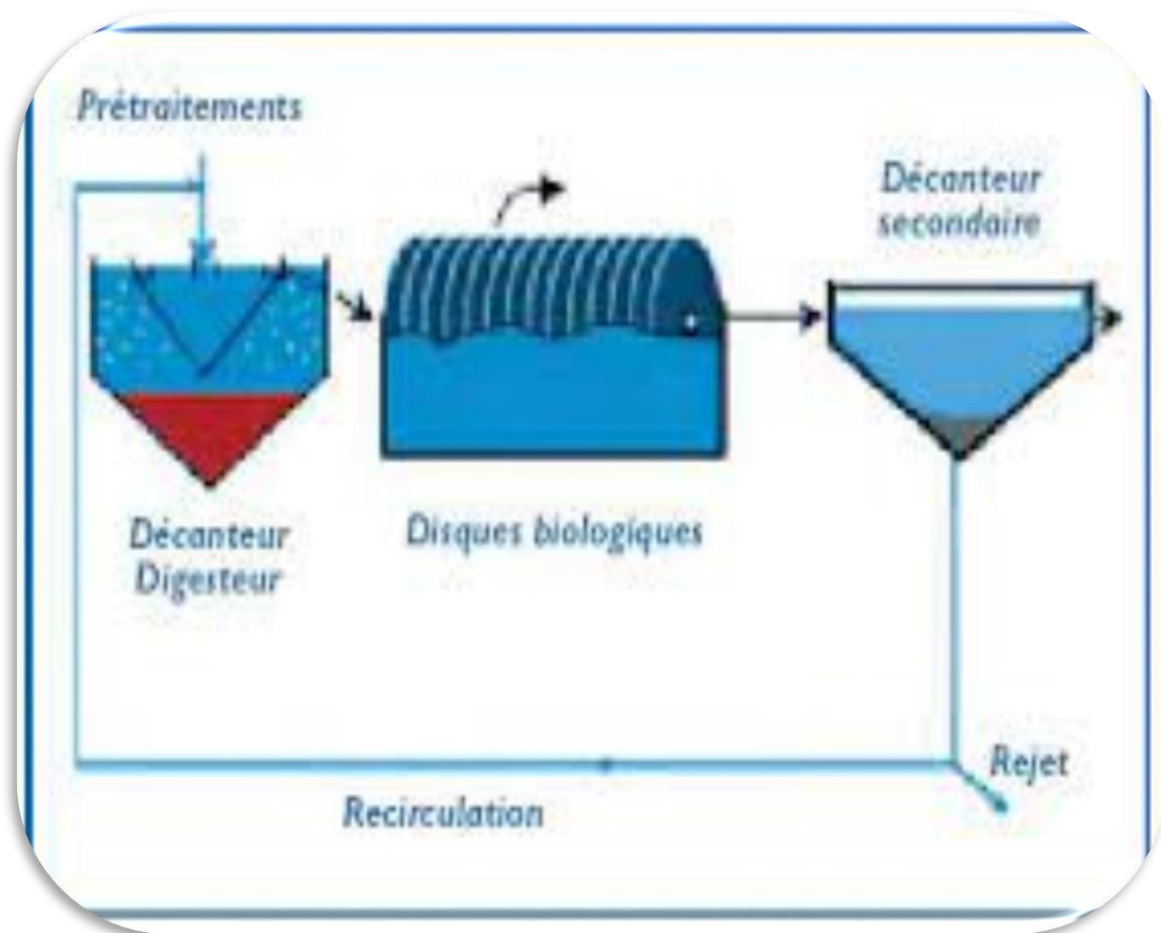 Prétraitements
Décanteur
secondaire
Décanteur
Digesteur
Disques biologiques
Rejet
Recirculation